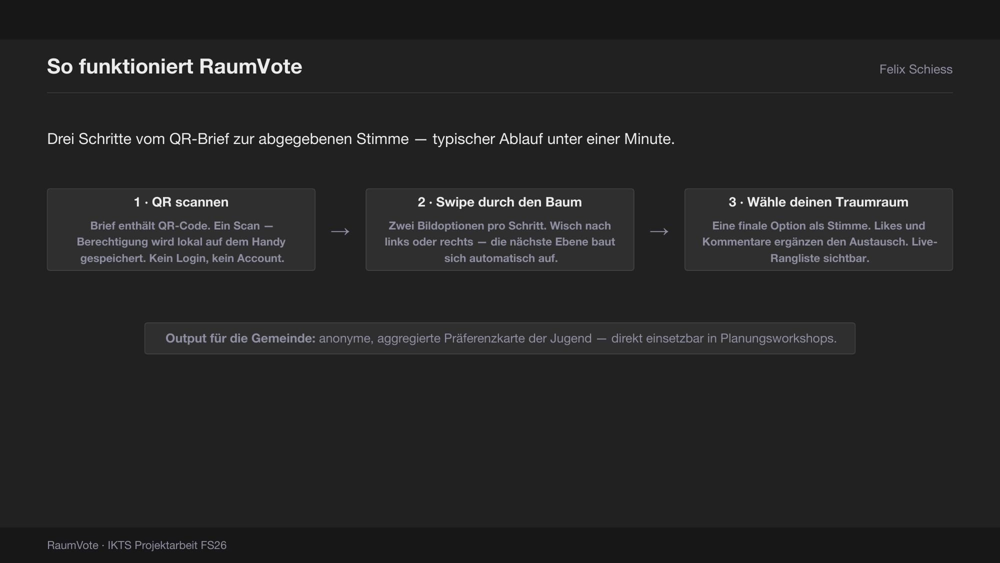 So funktioniert RaumVote
Felix Schiess
Drei Schritte vom QR-Brief zur abgegebenen Stimme — typischer Ablauf unter einer Minute.
1 · QR scannen
Brief enthält QR-Code. Ein Scan —
Berechtigung wird lokal auf dem Handy
gespeichert. Kein Login, kein Account.
→
2 · Swipe durch den Baum
Zwei Bildoptionen pro Schritt. Wisch nach
links oder rechts — die nächste Ebene baut
sich automatisch auf.
→
3 · Wähle deinen Traumraum
Eine finale Option als Stimme. Likes und
Kommentare ergänzen den Austausch. Live-
Rangliste sichtbar.
Output für die Gemeinde: anonyme, aggregierte Präferenzkarte der Jugend — direkt einsetzbar in Planungsworkshops.
RaumVote · IKTS Projektarbeit FS26